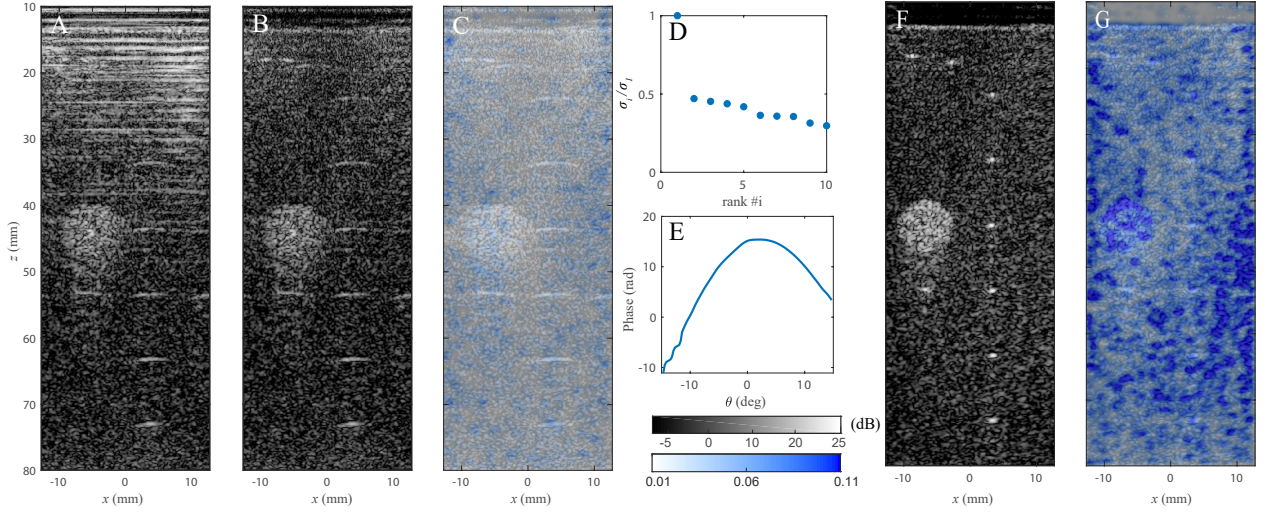 A
B
C
D
E
F
G
10
20
30
40
50
60
70
80
z (mm)
-10 0 10
x (mm)
-10 0 10
x (mm)
-10 0 10
x (mm)
1
0.5
0
σi/σ1
0 5 10
rank #i
20
10
0
-10
Phase (rad)
-10 0 10
θ (deg)
-5 0 10 20 25 (dB)
0.01 0.06 0.11
-10 0 10
x (mm)
-10 0 10
x (mm)